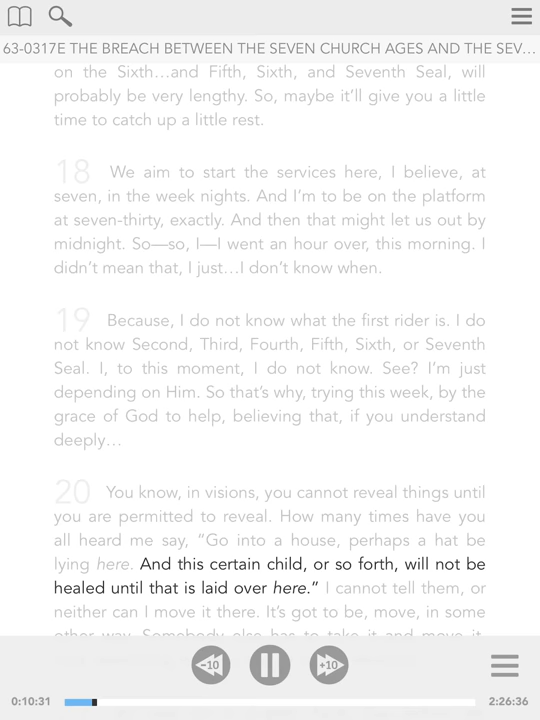 63-0317E THE BREACH BETWEEN THE SEVEN CHURCH AGES AND THE SEV...
on the Sixth…and Fifth, Sixth, and Seventh Seal, will
probably be very lengthy. So, maybe it’ll give you a little
time to catch up a little rest.
18 We aim to start the services here, I believe, at
seven, in the week nights. And I’m to be on the platform
at seven-thirty, exactly. And then that might let us out by
midnight. So—so, I—I went an hour over, this morning. I
didn’t mean that, I just…I don’t know when.
19 Because, I do not know what the first rider is. I do
not know Second, Third, Fourth, Fifth, Sixth, or Seventh
Seal. I, to this moment, I do not know. See? I’m just
depending on Him. So that’s why, trying this week, by the
grace of God to help, believing that, if you understand
deeply…
20 You know, in visions, you cannot reveal things until
you are permitted to reveal. How many times have you
all heard me say, “Go into a house, perhaps a hat be
lying here. And this certain child, or so forth, will not be
healed until that is laid over here.” I cannot tell them, or
neither can I move it there. It’s got to be, move, in some
other way. Somebody else has to take it and move it.
-10 +10
0:10:31 2:26:36